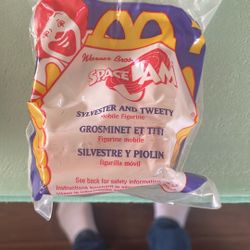 Warner Bros.
SPACE JAM
SYLVESTER AND TWEETY
Mobile Figurine
GROSMINET ET TITI
Figurine mobile
SILVESTRE Y PIOLIN
figurilla móvil
See back for safety information